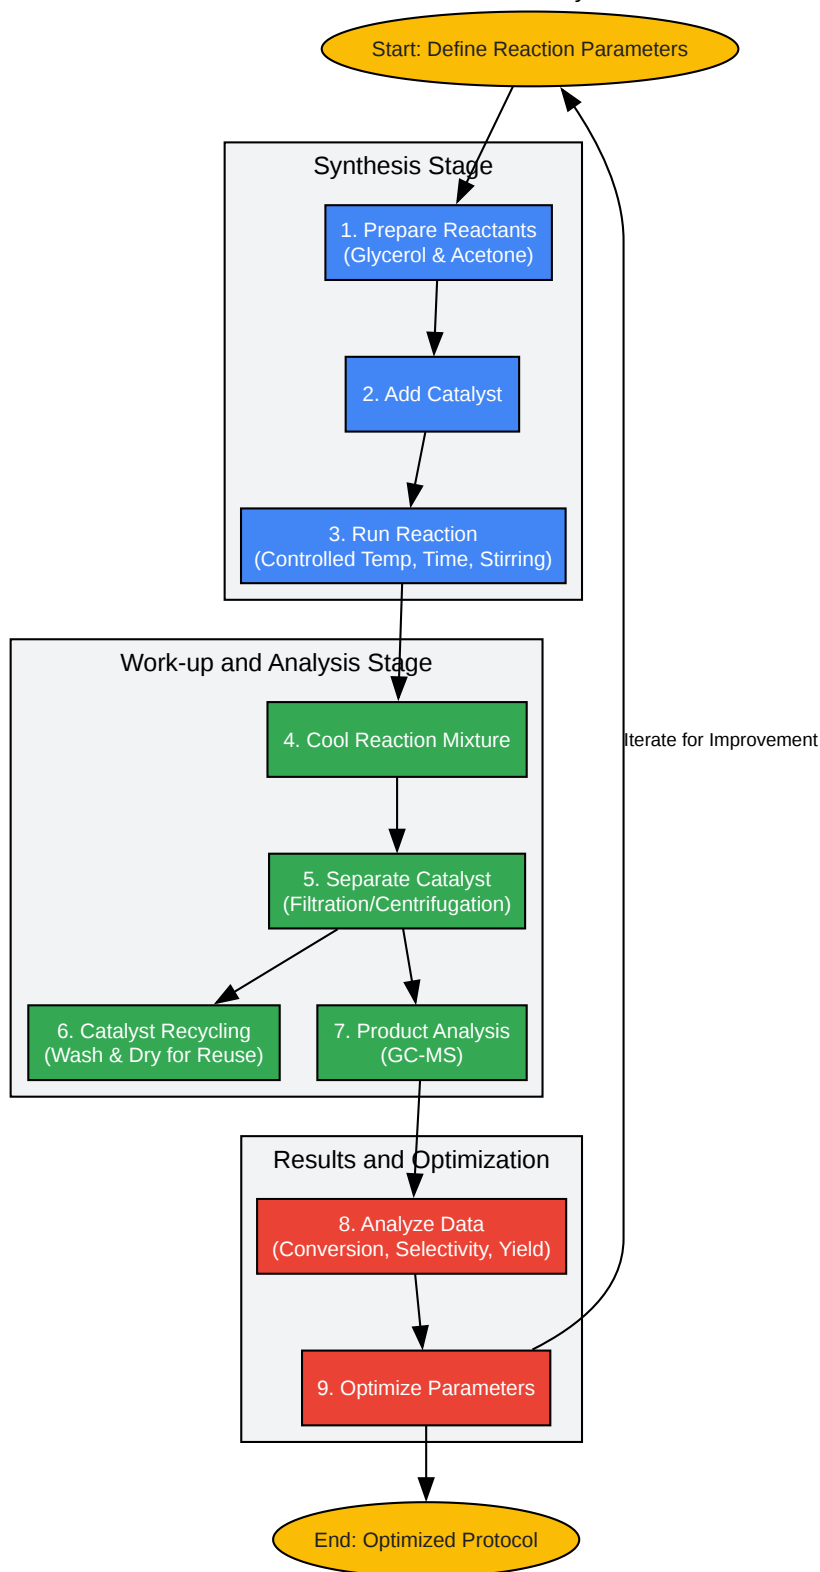 Start: Define Reaction Parameters
Synthesis Stage
1. Prepare Reactants
(Glycerol & Acetone)
2. Add Catalyst
3. Run Reaction
(Controlled Temp, Time, Stirring)
Work-up and Analysis Stage
4. Cool Reaction Mixture
Iterate for Improvement
5. Separate Catalyst
(Filtration/Centrifugation)
6. Catalyst Recycling
(Wash & Dry for Reuse)
7. Product Analysis
(GC-MS)
Results and Optimization
8. Analyze Data
(Conversion, Selectivity, Yield)
9. Optimize Parameters
End: Optimized Protocol